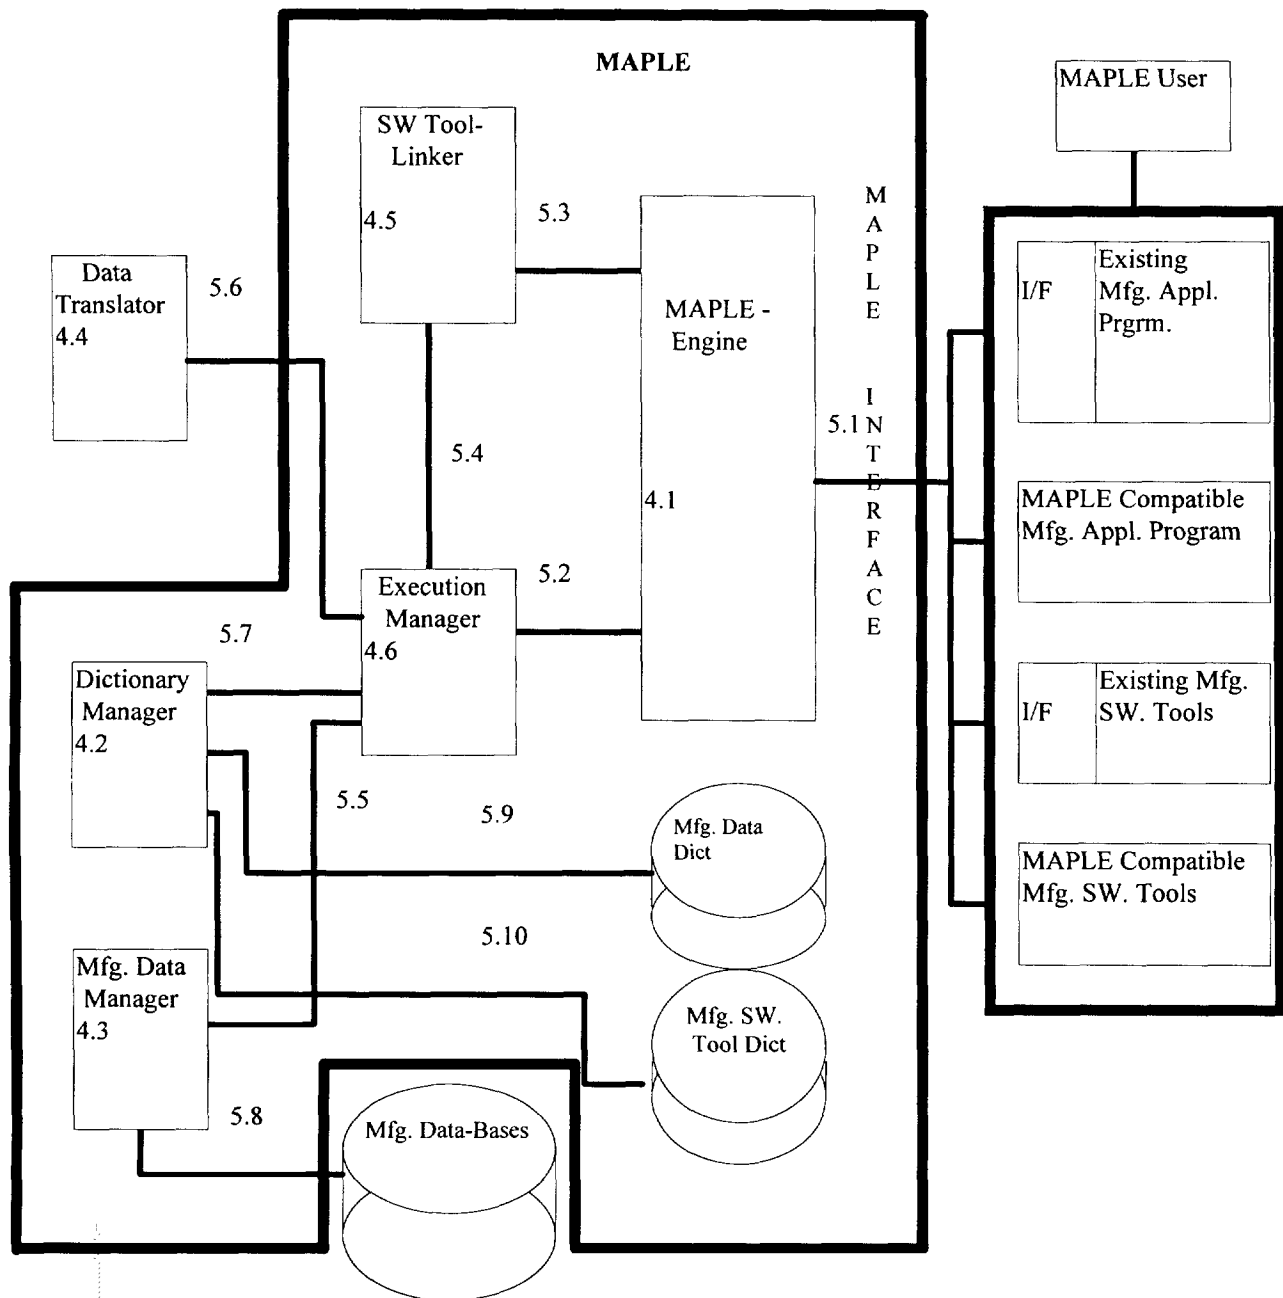 MAPLE
MAPLE User
SW Tool-
Linker
4.5
5.3
MAPLE INTERFACE
Data
Translator
4.4
5.6
MAPLE -
Engine
4.1
5.1
I/F
Existing
Mfg. Appl.
Prgrm.
5.4
MAPLE Compatible
Mfg. Appl. Program
Execution
Manager
4.6
5.2
5.7
Dictionary
Manager
4.2
I/F
Existing Mfg.
SW. Tools
5.5
5.9
Mfg. Data
Dict
MAPLE Compatible
Mfg. SW. Tools
5.10
Mfg. Data
Manager
4.3
Mfg. SW.
Tool Dict
5.8
Mfg. Data-Bases